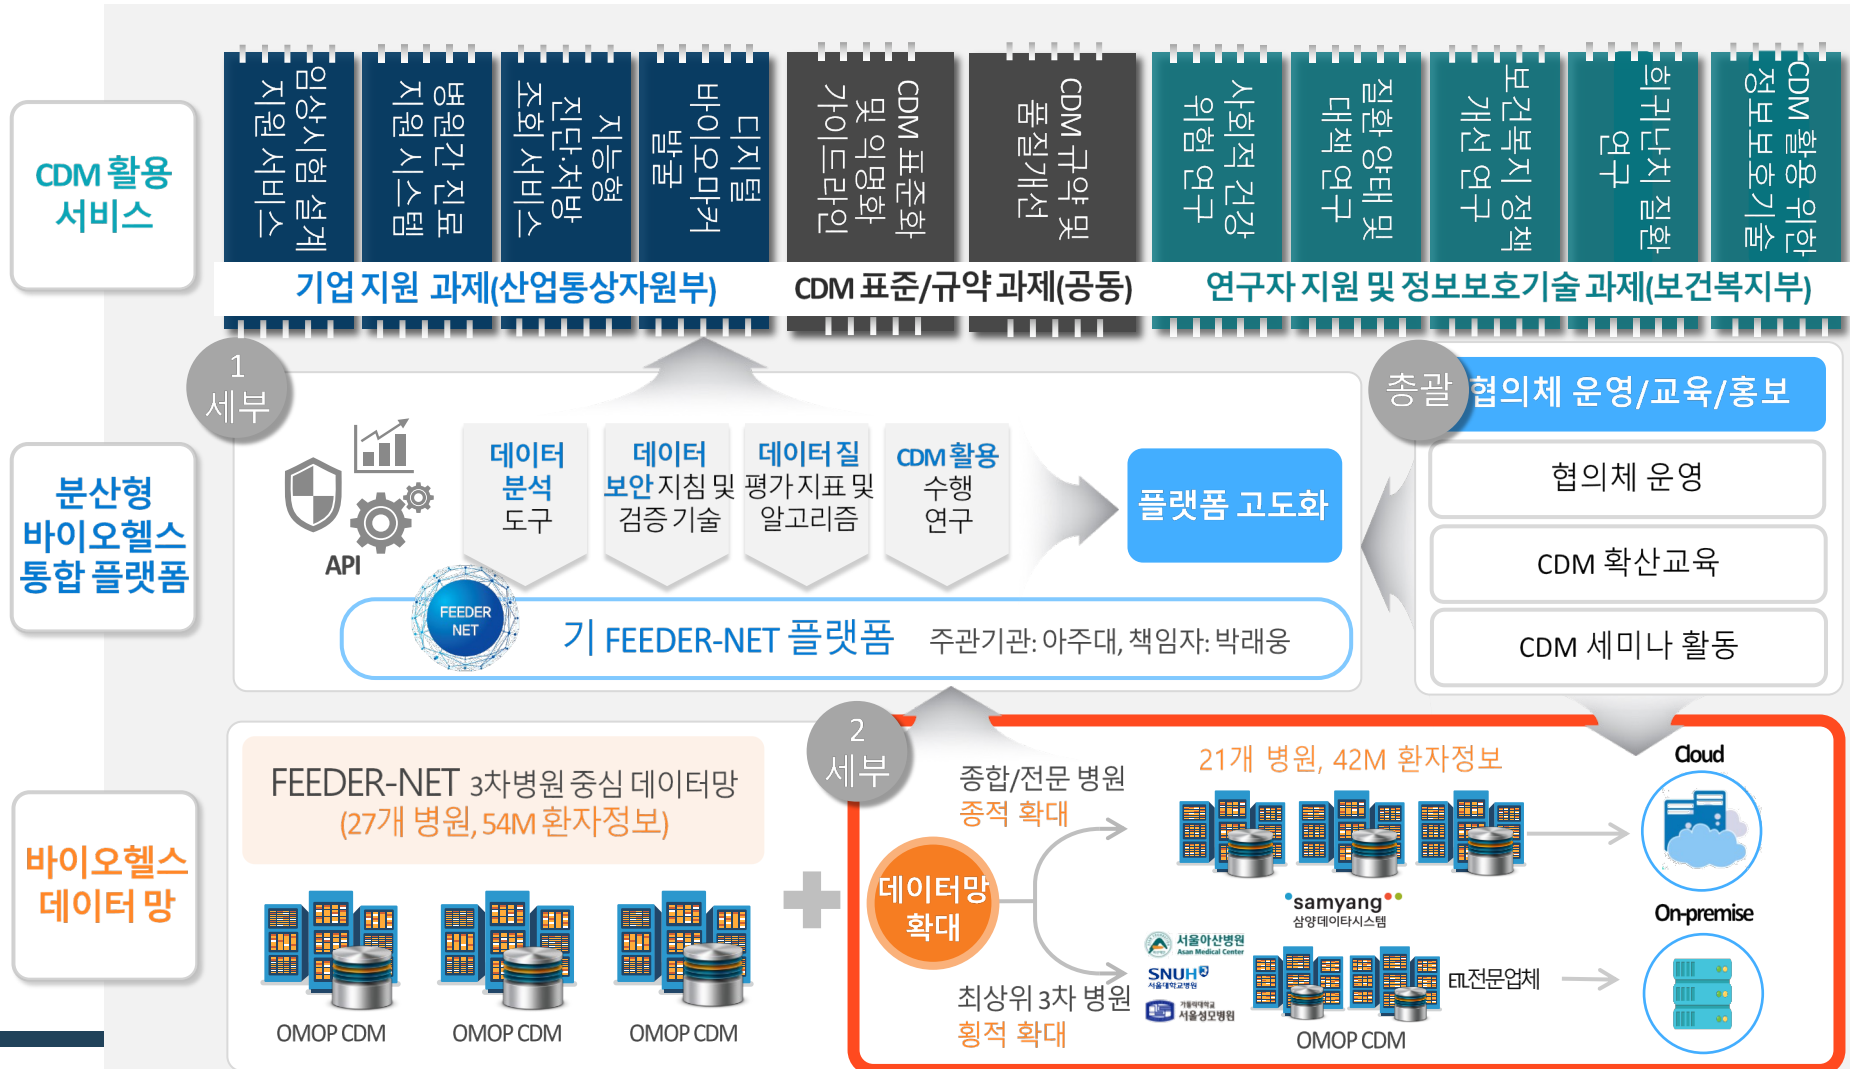 CDM 활용
서비스
임상시험 설계
지원 서비스
병원간 진료
지원 시스템
지능형
진단·처방
조회 서비스
디지털
바이오마커
발굴
CDM 표준화
및 익명화
가이드라인
CDM 규약 및
품질개선
사회적 건강
위험 연구
질환 양태 및
대책 연구
보건복지 정책
개선 연구
희귀난치 질환
연구
CDM 활용 위한
정보보호기술
기업 지원 과제(산업통상자원부)
CDM 표준/규약 과제(공동)
연구자 지원 및 정보보호기술 과제(보건복지부)
분산형
바이오헬스
통합 플랫폼
1
세부
API
데이터
분석
도구
데이터
보안 지침 및
검증 기술
데이터 질
평가 지표 및
알고리즘
CDM 활용
수행
연구
플랫폼 고도화
FEEDER
NET
기 FEEDER-NET 플랫폼 주관기관: 아주대, 책임자: 박래웅
총괄
협의체 운영/교육/홍보
협의체 운영
CDM 확산교육
CDM 세미나 활동
바이오헬스
데이터 망
FEEDER-NET 3차병원 중심 데이터망
(27개 병원, 54M 환자정보)
OMOP CDM
OMOP CDM
OMOP CDM
2
세부
데이터망
확대
종합/전문 병원
종적 확대
21개 병원, 42M 환자정보
Cloud
samyang
삼양데이타시스템
On-premise
최상위 3차 병원
횡적 확대
서울아산병원
Asan Medical Center
SNUH
서울대학교병원
가톨릭대학교
서울성모병원
ETL전문업체
OMOP CDM